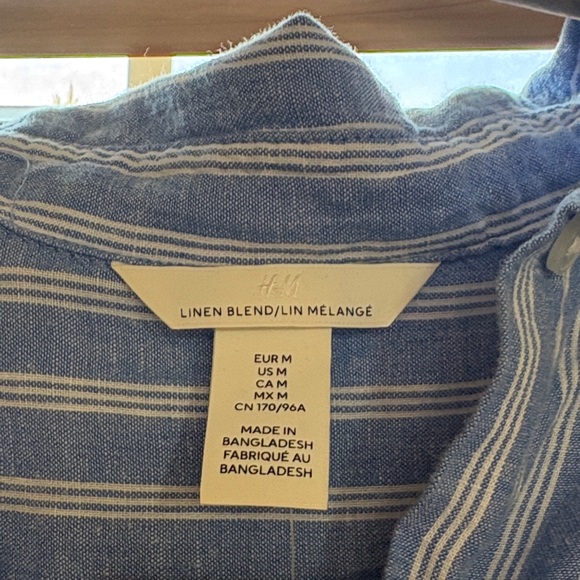 H&M
LINEN BLEND/LIN MÉLANGÉ
EUR M
US M
CA M
MX M
CN 170/96A
MADE IN
BANGLADESH
FABRIQUÉ AU
BANGLADESH